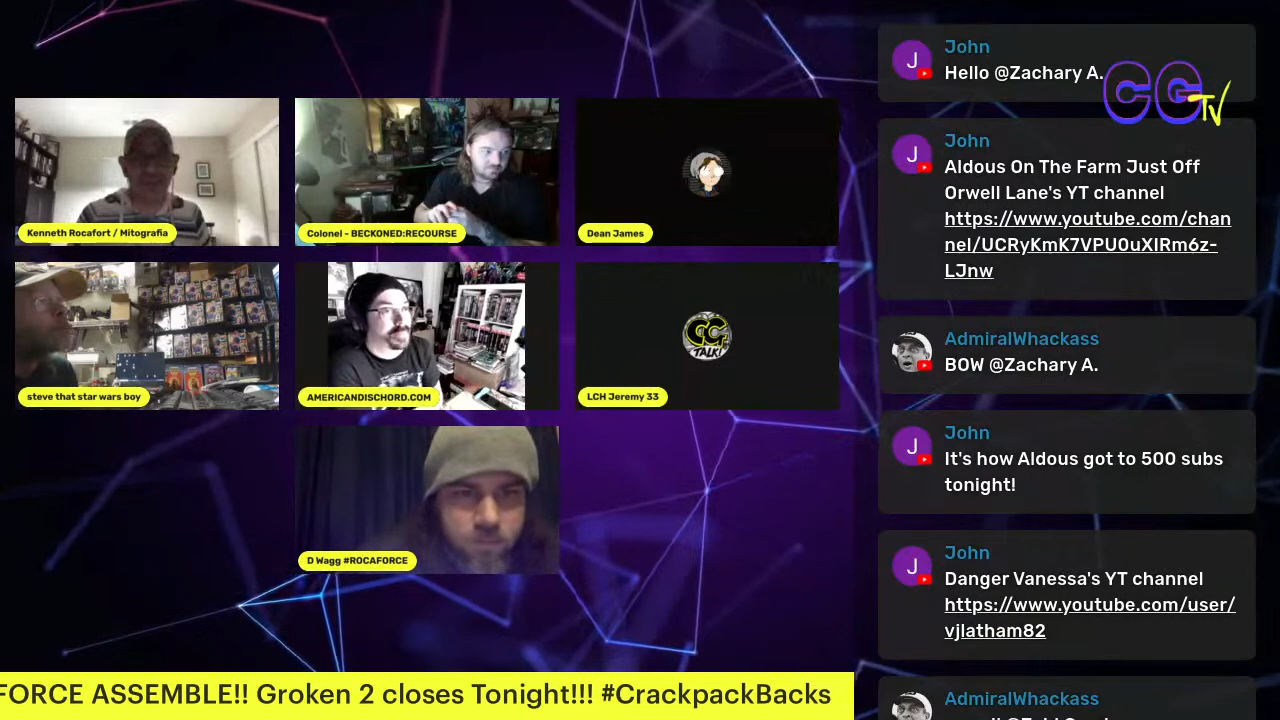 John
Hello @Zachary A.
CG TV
John
Aldous On The Farm Just Off
Orwell Lane's YT channel
https://www.youtube.com/chan
nel/UCRyKmK7VPU0uXIRm6z-
LJnw
AdmiralWhackass
BOW @Zachary A.
John
It's how Aldous got to 500 subs
tonight!
John
Danger Vanessa's YT channel
https://www.youtube.com/user/
vjlatham82
AdmiralWhackass
Kenneth Rocafort / Mitografia
Colonel - BECKONED:RECOURSE
Dean James
steve that star wars boy
AMERICANDISCHORD.COM
CG
TALK!
LCH Jeremy 33
D Wagg #ROCAFORCE
FORCE ASSEMBLE!! Groken 2 closes Tonight!!! #CrackpackBacks